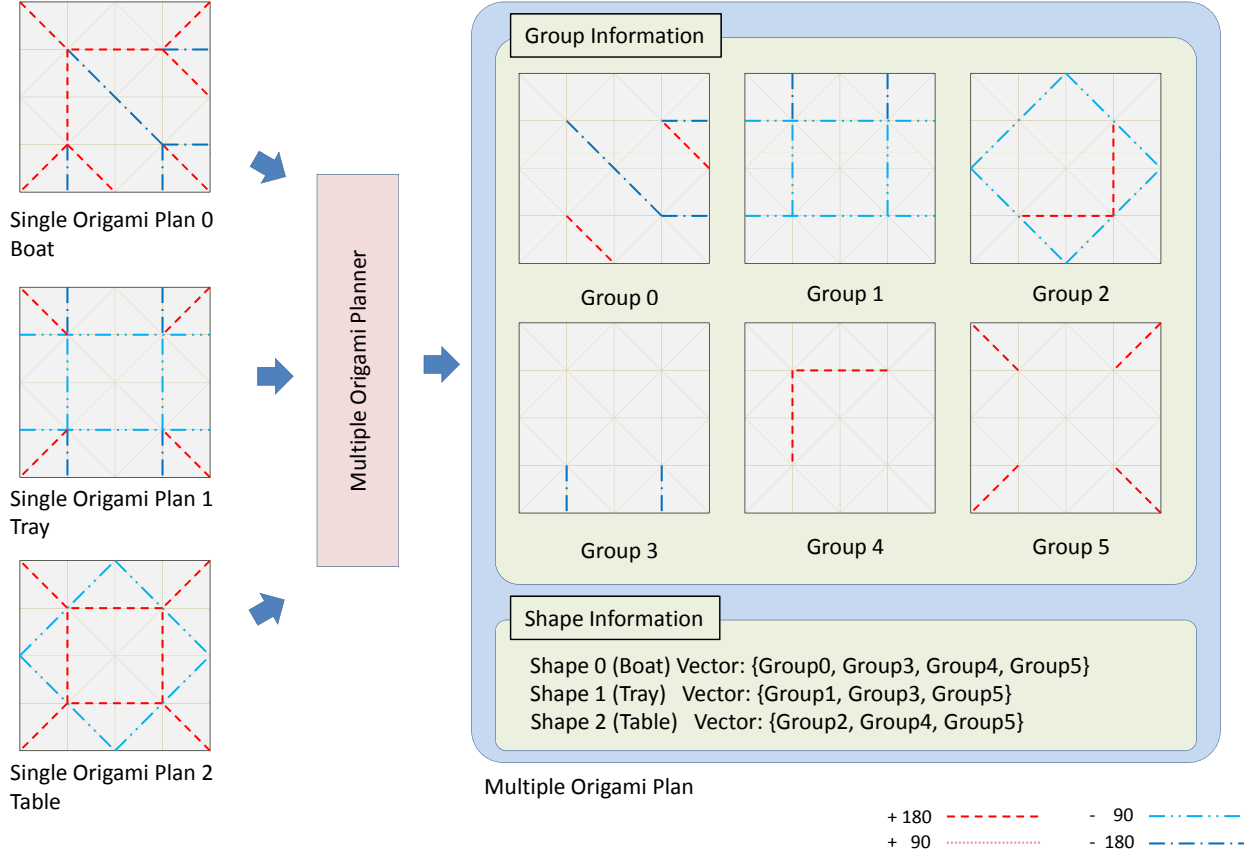 Single Origami Plan 0
Boat
Single Origami Plan 1
Tray
Single Origami Plan 2
Table
Multiple Origami Planner
Group Information
Group 0
Group 1
Group 2
Group 3
Group 4
Group 5
Shape Information
Shape 0 (Boat) Vector: {Group0, Group3, Group4, Group5}
Shape 1 (Tray) Vector: {Group1, Group3, Group5}
Shape 2 (Table) Vector: {Group2, Group4, Group5}
Multiple Origami Plan
+ 180
- 90
+ 90
- 180